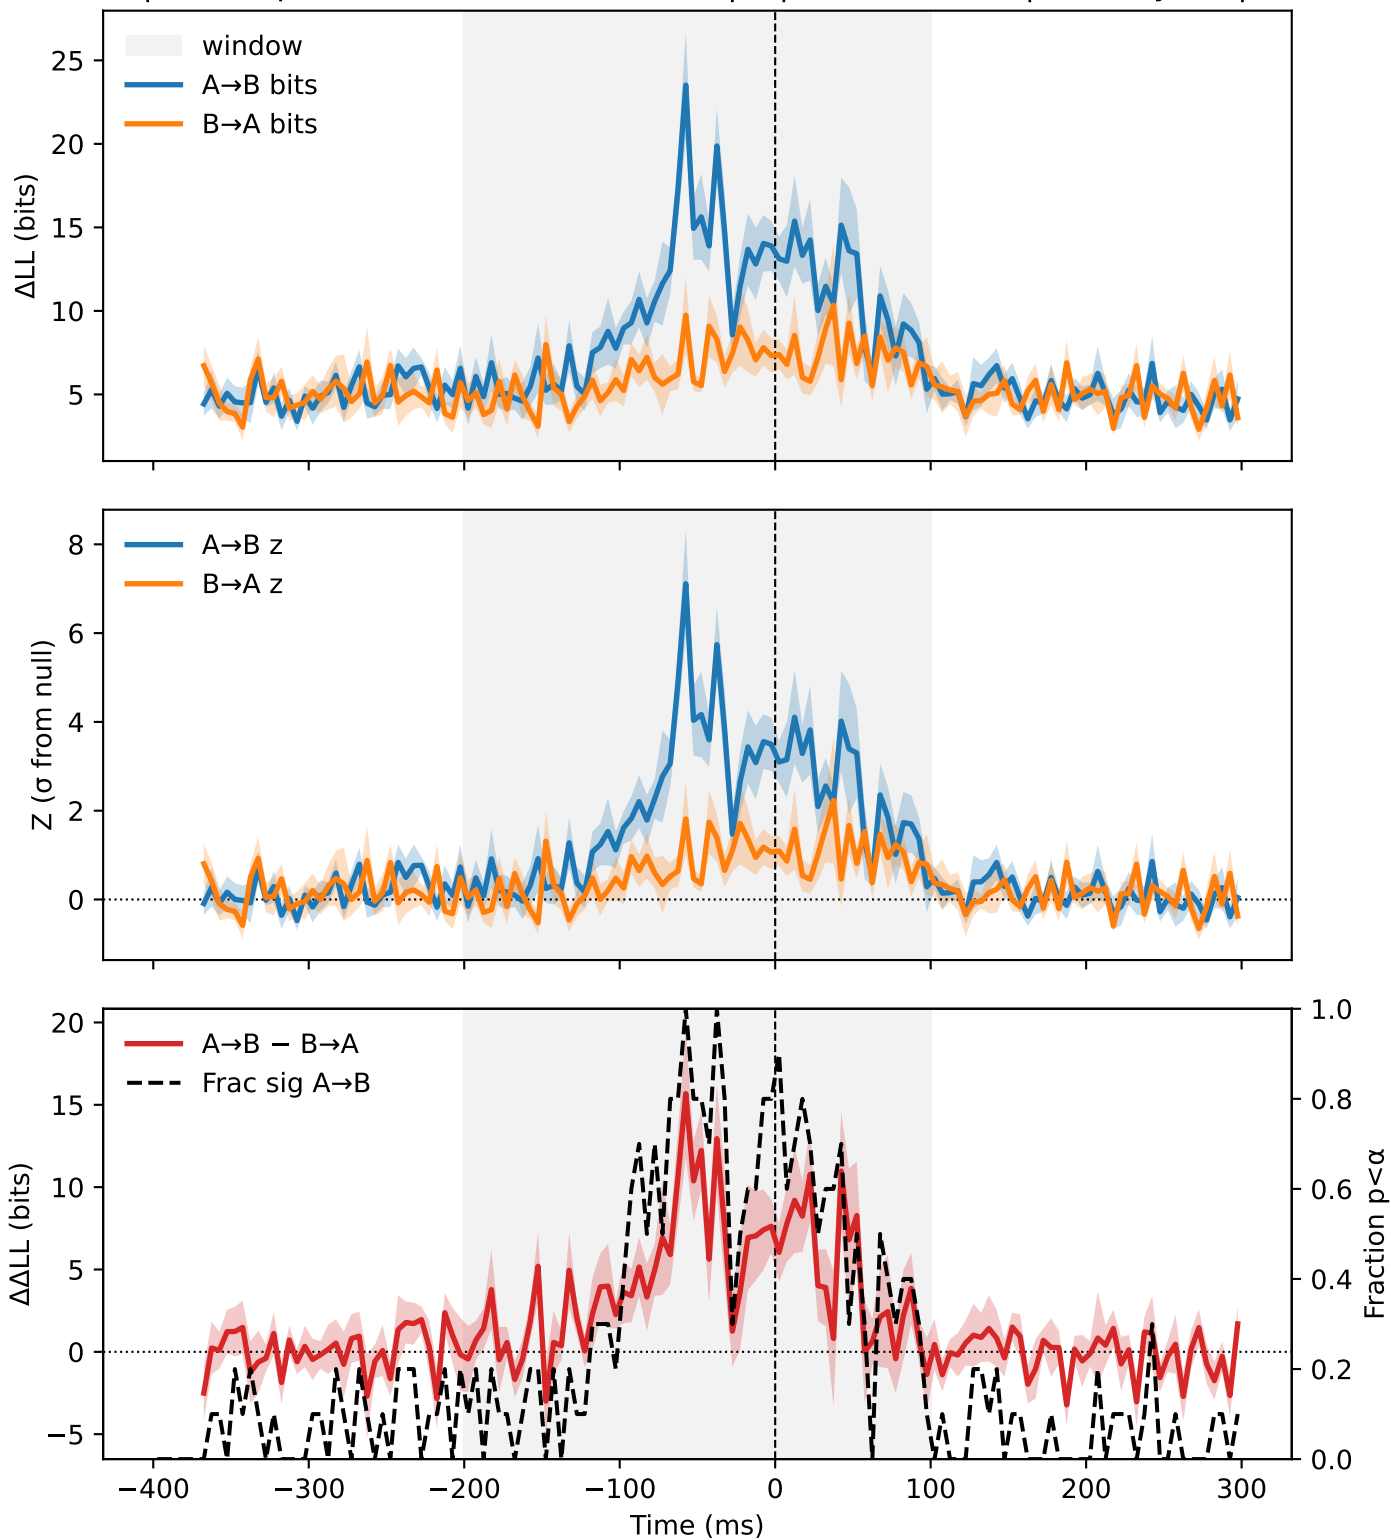 window
A→B bits
B→A bits
25
20
15
10
5
ΔLL (bits)
A→B z
B→A z
8
6
4
2
0
Z (σ from null)
A→B − B→A
Frac sig A→B
20
15
10
5
0
−5
ΔΔLL (bits)
1.0
0.8
0.6
0.4
0.2
0.0
Fraction p<α
−400 −300 −200 −100 0 100 200 300
Time (ms)